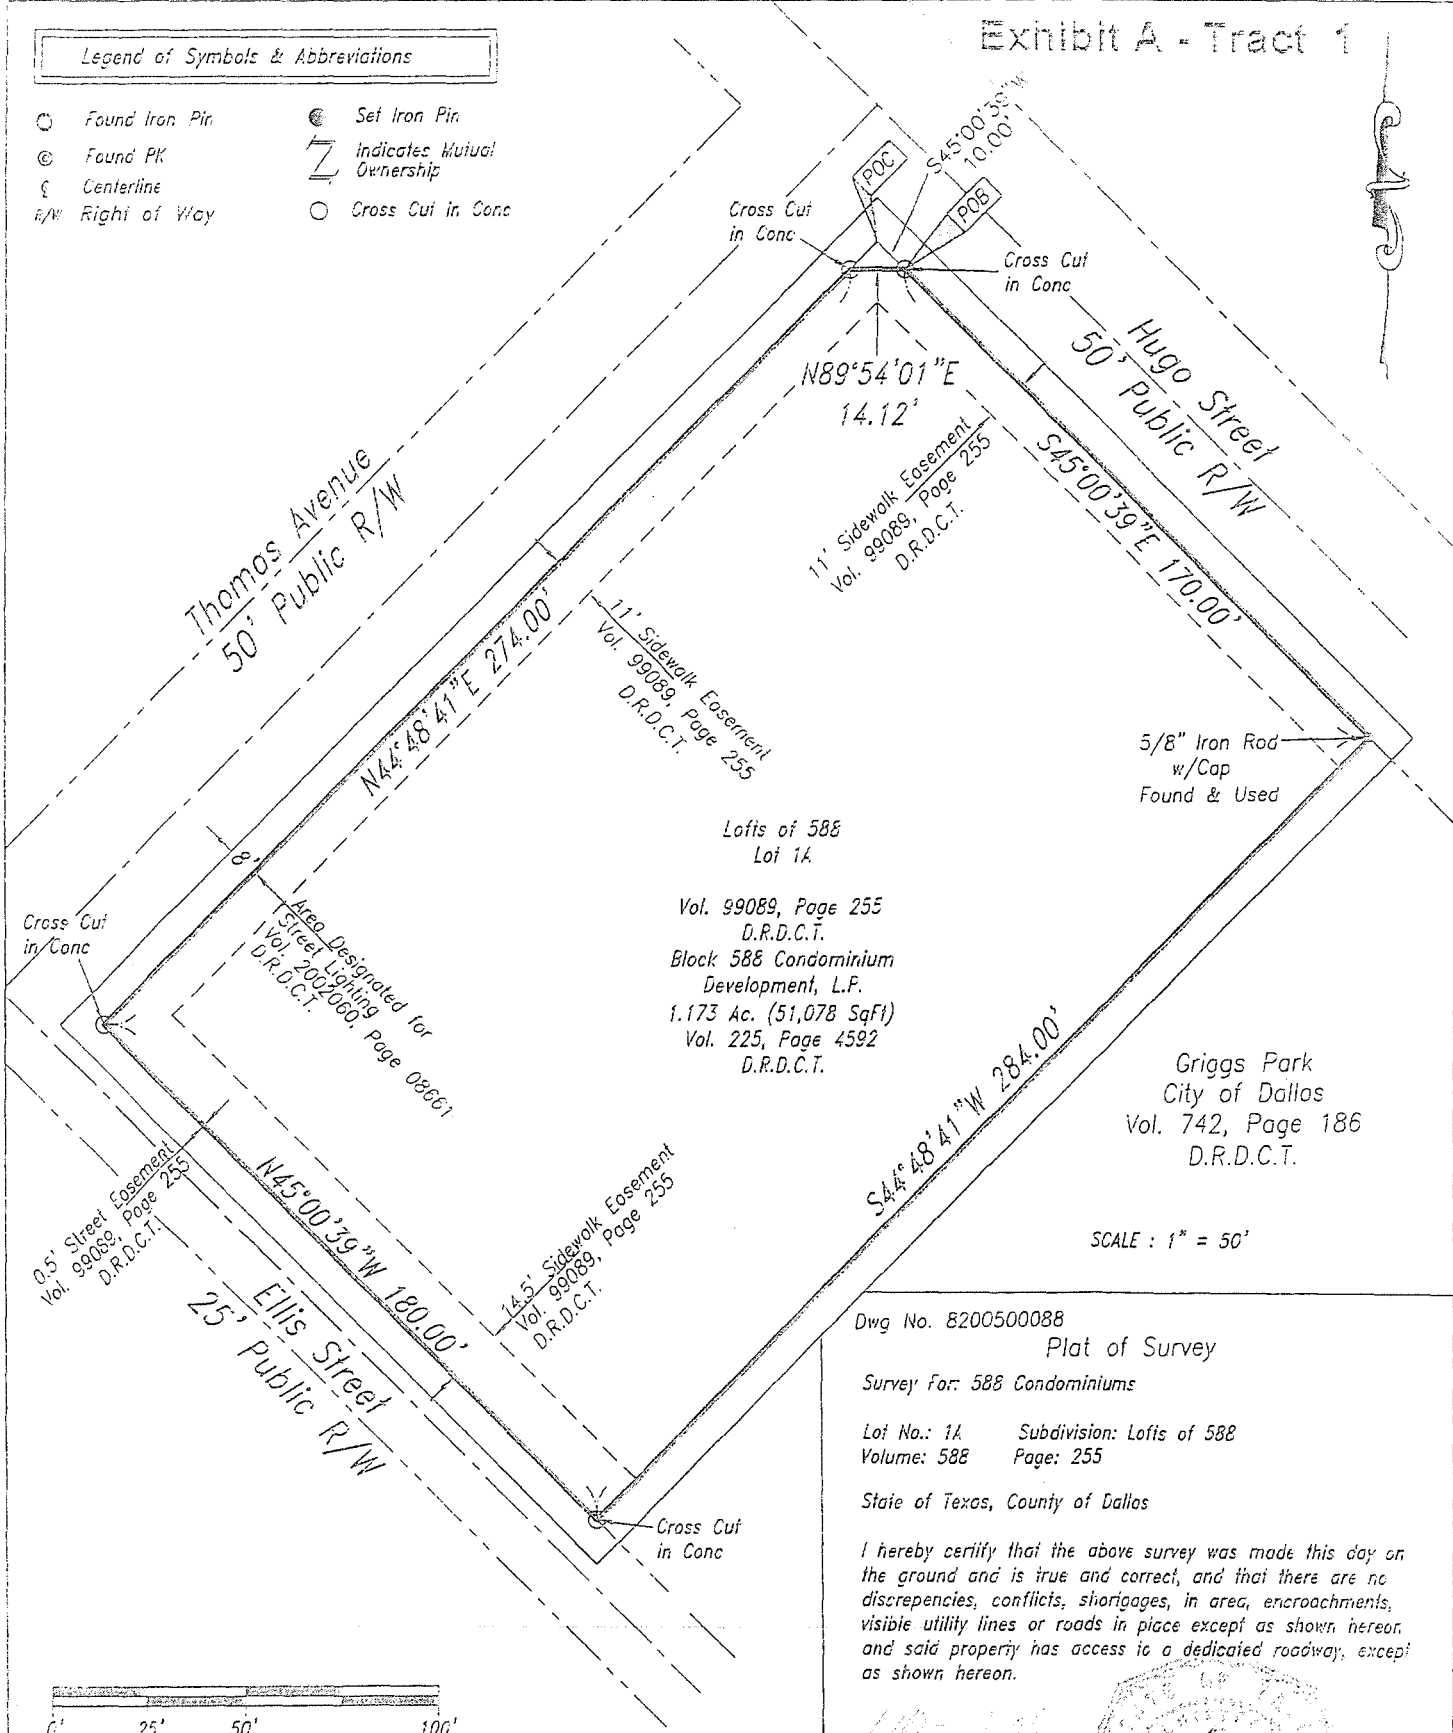 Exhibit A - Tract 1
Legend of Symbols & Abbreviations
Found Iron Pin
Set Iron Pin
Found PK
Indicates Mutual
Ownership
Centerline
R/W Right of Way
Cross Cut in Conc
POC
S45°00'39"W
10.00'
POB
Cross Cut
in Conc
Cross Cut
in Conc
N89°54'01"E
14.12'
Hugo Street
50' Public R/W
S45°00'39"E 170.00'
11' Sidewalk Easement
Vol. 99089, Page 255
D.R.D.C.T.
Thomas Avenue
50' Public R/W
N44°48'41"E 274.00'
11' Sidewalk Easement
Vol. 99089, Page 255
D.R.D.C.T.
5/8" Iron Rod
w/Cap
Found & Used
8'
Cross Cut
in Conc
Area Designated for
Street Lighting
Vol. 2002060, Page 08661
D.R.D.C.T.
Lofts of 588
Lot 1A
Vol. 99089, Page 255
D.R.D.C.T.
Block 588 Condominium
Development, L.P.
1.173 Ac. (51,078 SqFt)
Vol. 225, Page 4592
D.R.D.C.T.
S44°48'41"W 284.00'
Griggs Park
City of Dallas
Vol. 742, Page 186
D.R.D.C.T.
0.5' Street Easement
Vol. 99089, Page 255
D.R.D.C.T.
N45°00'39"W 180.00'
14.5' Sidewalk Easement
Vol. 99089, Page 255
D.R.D.C.T.
Ellis Street
25' Public R/W
Cross Cut
in Conc
SCALE : 1" = 50'
Dwg No. 8200500088
Plat of Survey
Survey For: 588 Condominiums
Lot No.: 1A Subdivision: Lofts of 588
Volume: 588 Page: 255
State of Texas, County of Dallas
I hereby certify that the above survey was made this day on
the ground and is true and correct, and that there are no
discrepencies, conflicts, shortgages, in area, encroachments,
visible utility lines or roads in place except as shown hereon
and said property has access to a dedicated roadway, except
as shown hereon.
0' 25' 50' 100'